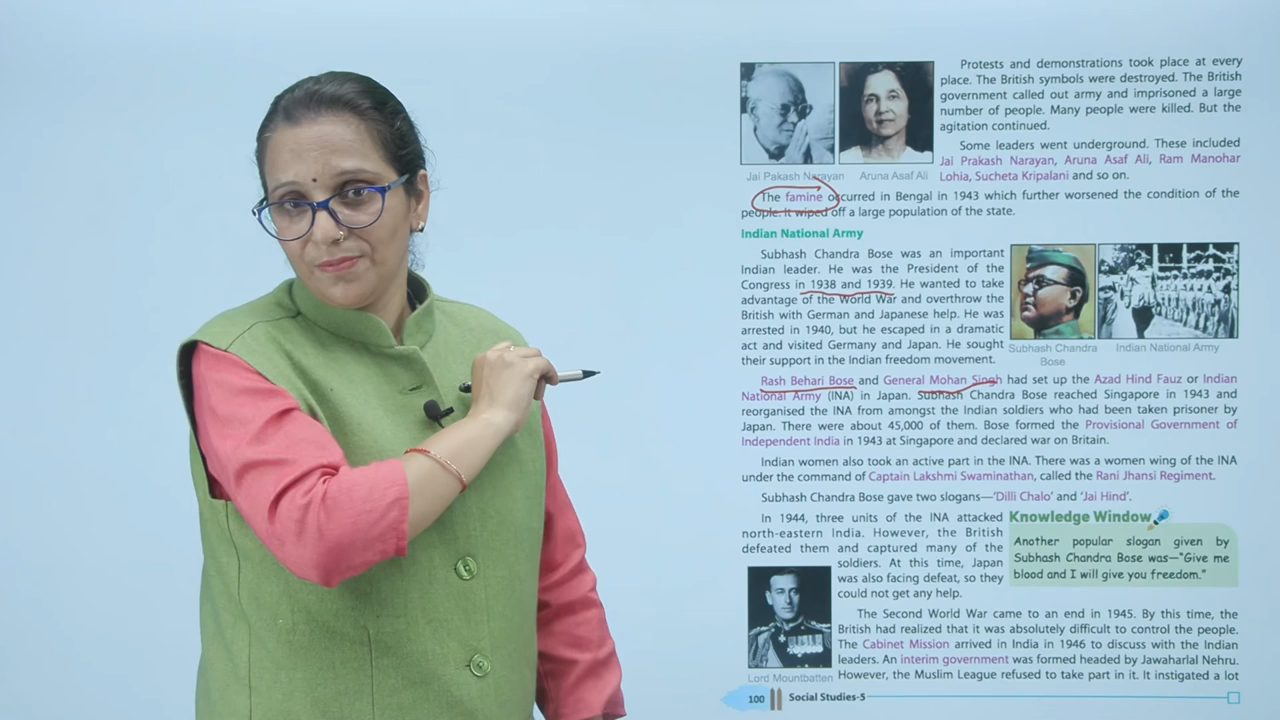 Protests and demonstrations took place at every
place. The British symbols were destroyed. The British
government called out army and imprisoned a large
number of people. Many people were killed. But the
agitation continued.
Some leaders went underground. These included
Jai Prakash Narayan, Aruna Asaf Ali, Ram Manohar
Lohia, Sucheta Kripalani and so on.
Jai Pakash Narayan
Aruna Asaf Ali
The famine occurred in Bengal in 1943 which further worsened the condition of the
people. It wiped off a large population of the state.
Indian National Army
Subhash Chandra Bose was an important
Indian leader. He was the President of the
Congress in 1938 and 1939. He wanted to take
advantage of the World War and overthrow the
British with German and Japanese help. He was
arrested in 1940, but he escaped in a dramatic
act and visited Germany and Japan. He sought
their support in the Indian freedom movement.
Subhash Chandra
Bose
Indian National Army
Rash Behari Bose and General Mohan Singh had set up the Azad Hind Fauz or Indian
National Army (INA) in Japan. Subhash Chandra Bose reached Singapore in 1943 and
reorganised the INA from amongst the Indian soldiers who had been taken prisoner by
Japan. There were about 45,000 of them. Bose formed the Provisional Government of
Independent India in 1943 at Singapore and declared war on Britain.
Indian women also took an active part in the INA. There was a women wing of the INA
under the command of Captain Lakshmi Swaminathan, called the Rani Jhansi Regiment.
Subhash Chandra Bose gave two slogans—‘Dilli Chalo’ and ‘Jai Hind’.
In 1944, three units of the INA attacked
north-eastern India. However, the British
defeated them and captured many of the
soldiers. At this time, Japan
was also facing defeat, so they
could not get any help.
Knowledge Window
Another popular slogan given by
Subhash Chandra Bose was—“Give me
blood and I will give you freedom.”
The Second World War came to an end in 1945. By this time, the
British had realized that it was absolutely difficult to control the people.
The Cabinet Mission arrived in India in 1946 to discuss with the Indian
leaders. An interim government was formed headed by Jawaharlal Nehru.
However, the Muslim League refused to take part in it. It instigated a lot
Lord Mountbatten
100
Social Studies-5